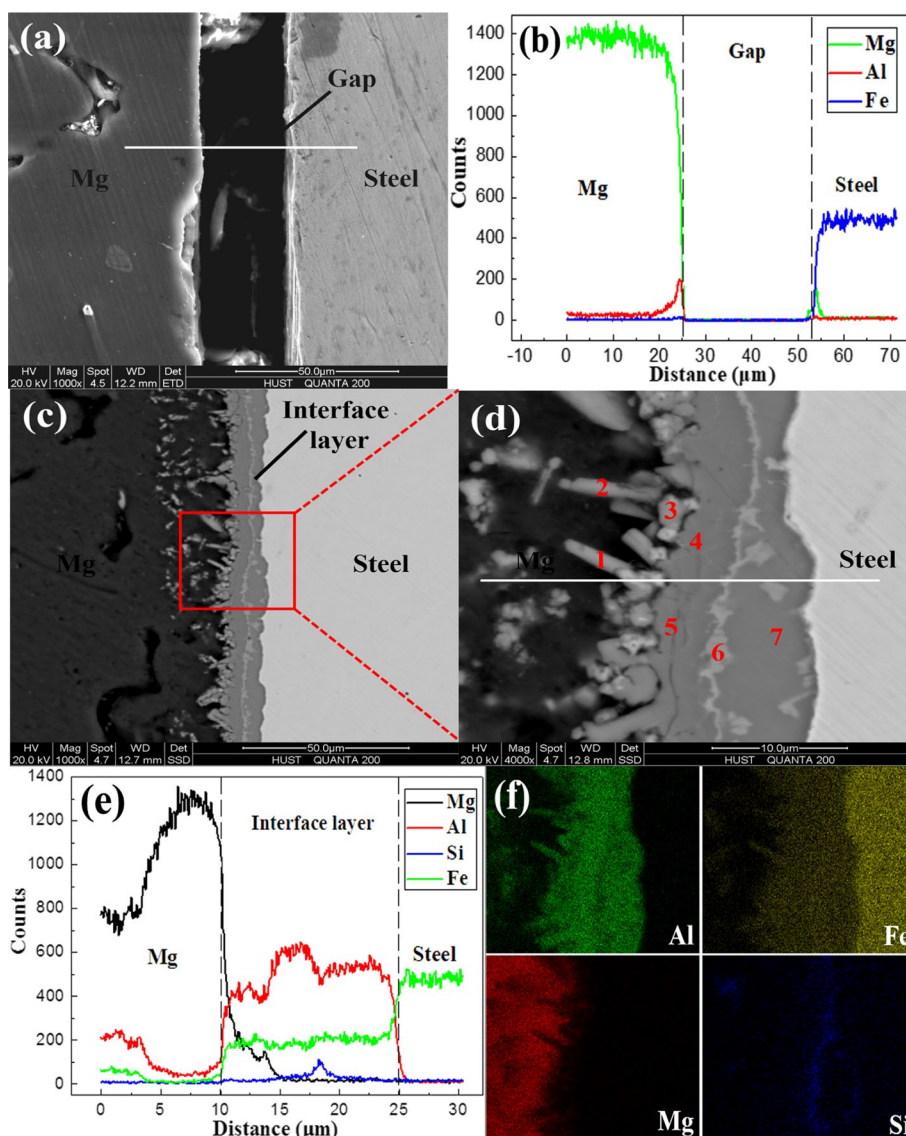 (a)
Gap
Mg
Steel
HV Mag Spot WD Det 50.0µm
20.0 kV 1000x 4.5 12.2 mm ETD HUST QUANTA 200
(b)
Mg
Al
Fe
Gap
Mg
Steel
Counts
1400
1200
1000
800
600
400
200
0
-10 0 10 20 30 40 50 60 70
Distance (µm)
(c)
Interface
layer
Mg
Steel
HV Mag Spot WD Det 50.0µm
20.0 kV 1000x 4.7 12.7 mm SSD HUST QUANTA 200
(d)
2
3
4
Mg
1
Steel
5
6
7
HV Mag Spot WD Det 10.0µm
20.0 kV 4000x 4.7 12.8 mm SSD HUST QUANTA 200
(e)
Interface layer
Mg
Al
Si
Fe
Mg
Steel
Counts
1400
1200
1000
800
600
400
200
0
0 5 10 15 20 25 30
Distance (µm)
(f)
Al
Fe
Mg
Si